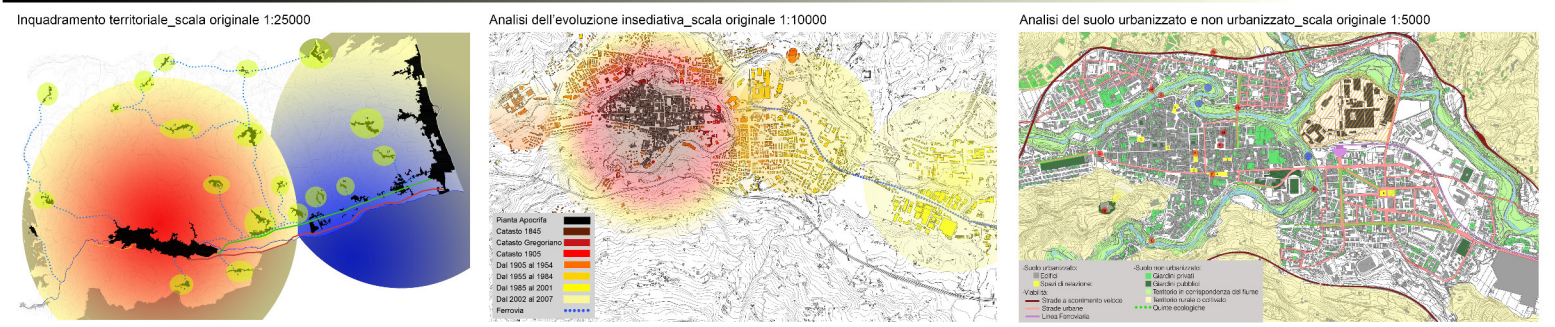 Inquadramento territoriale_scala originale 1:25000
Analisi dell'evoluzione insediativa_scala originale 1:10000
Pianta Apocrifa
Catasto 1845
Catasto Gregoriano
Catasto 1905
Dal 1905 al 1954
Dal 1955 al 1984
Dal 1985 al 2001
Dal 2002 al 2007
Ferrovia
Analisi del suolo urbanizzato e non urbanizzato_scala originale 1:5000
-Suolo urbanizzato:
Edifici
Spazi di relazione:
-Viabilità:
Strade a scorrimento veloce
Strade urbane
Linea Ferroviaria
-Suolo non urbanizzato:
Giardini privati
Giardini pubblici
Territorio in corrispondenza del fiume
Territorio rurale o coltivato
Quinte ecologiche